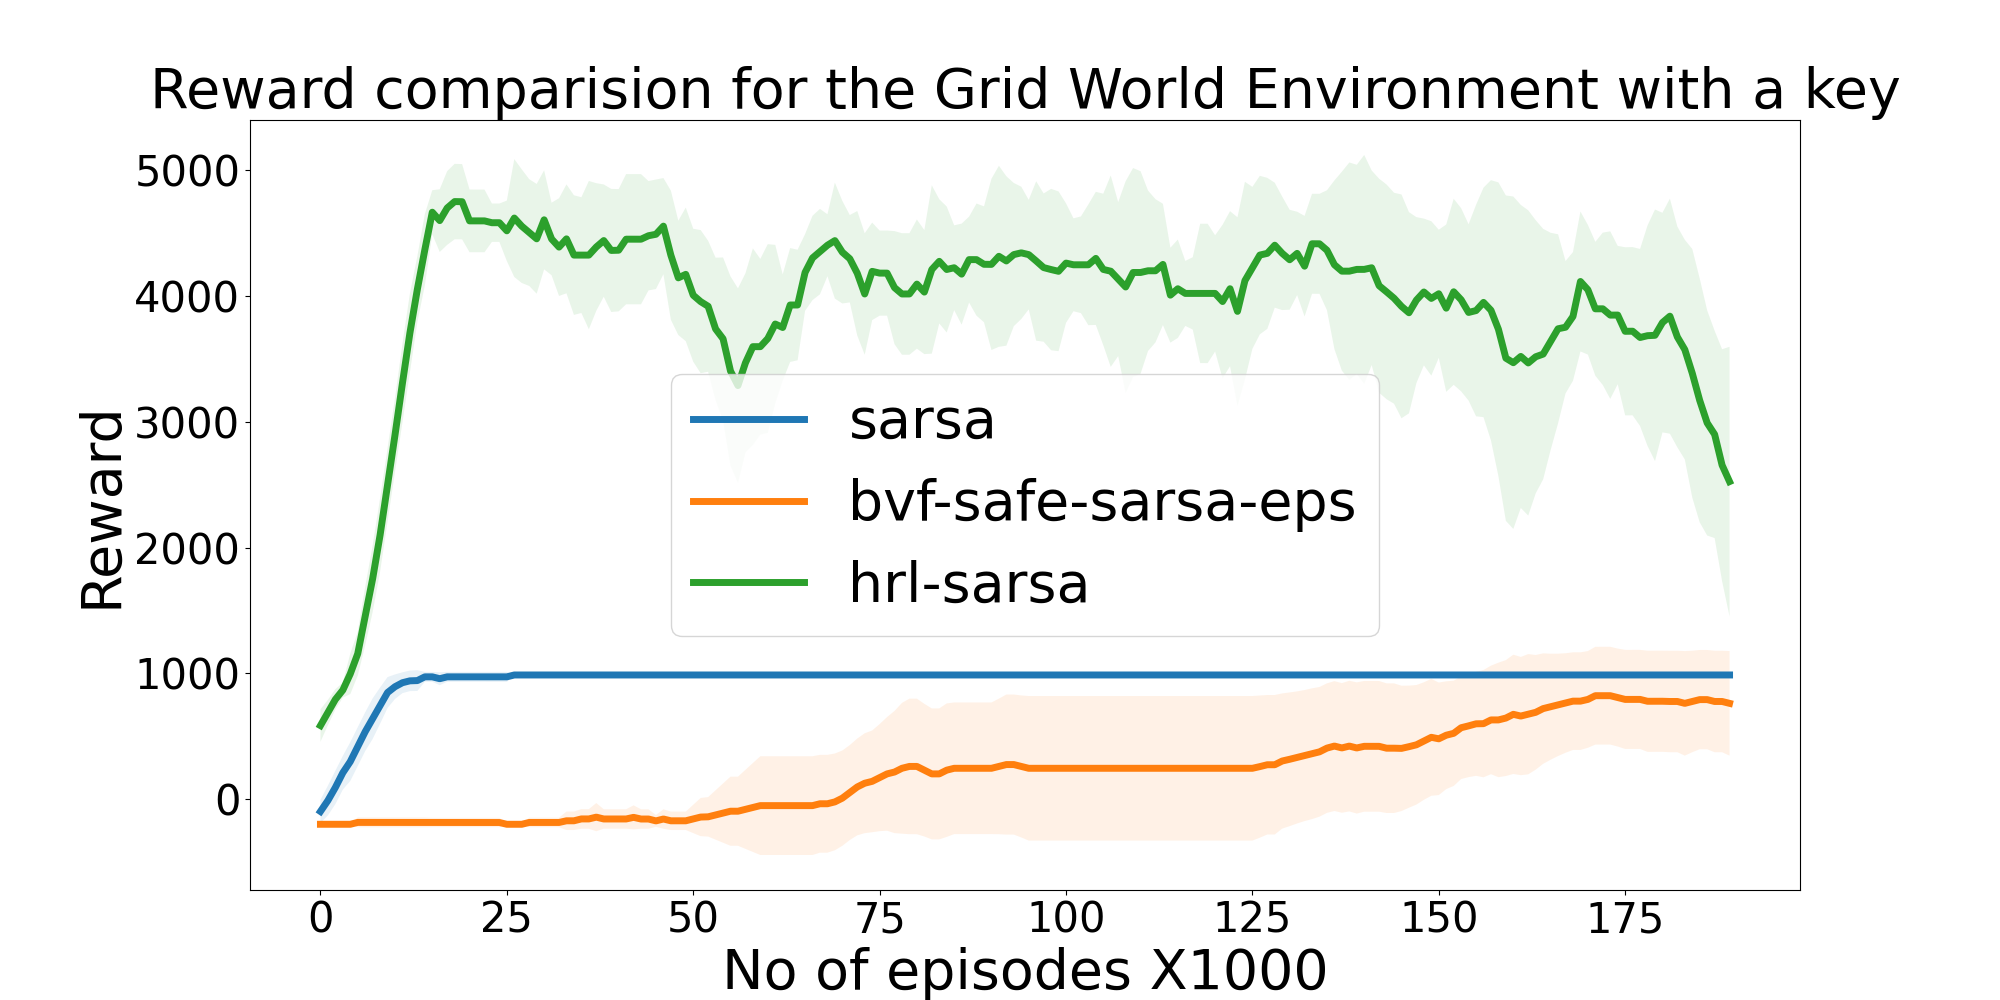 Reward comparision for the Grid World Environment with a key
5000
4000
3000
2000
1000
0
Reward
sarsa
bvf-safe-sarsa-eps
hrl-sarsa
0 25 50 75 100 125 150 175
No of episodes X1000